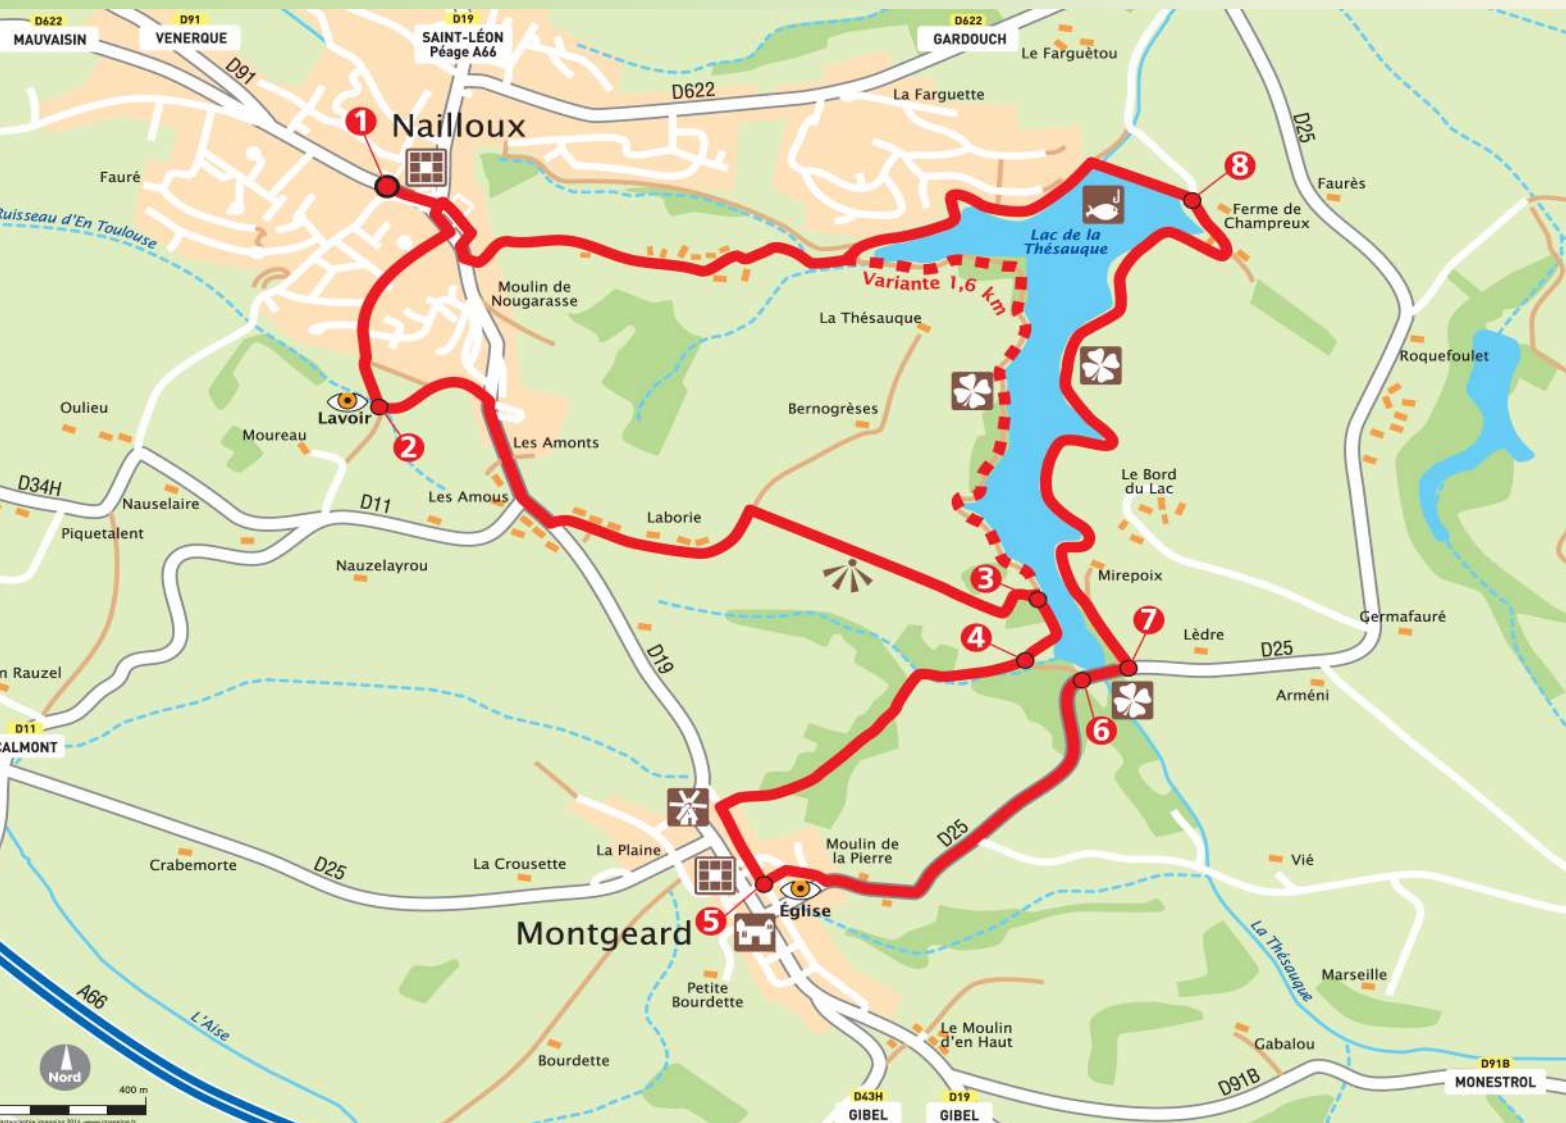 D622
MAUVAISIN
D91
VENERQUE
D19
SAINT-LÉON
Péage A66
D622
GARDOUCH
Le Farguètou
D91
D622
La Farguette
D25
1
Nailloux
8
Fauré
Faurès
Ruisseau d'En Toulouse
Ferme de
Champreux
Lac de la
Thésauque
Moulin de
Nougarasse
Variante 1,6 km
La Thésauque
Roquefoulet
Oulieu
Lavoir
Bernogrèses
Moureau
2
Les Amonts
Le Bord
du Lac
D34H
Nauselaire
D11
Les Amous
Laborie
Piquetalent
Nauzelayrou
3
Mirepoix
7
Germafauré
4
Lèdre
D25
D19
n Rauzel
Arméni
D11
CALMONT
6
Crabemorte
D25
La Crousette
La Plaine
Moulin de
la Pierre
D25
Vié
5
Église
Montgeard
La Thésauque
Marseille
A66
L'Aise
Petite
Bourdette
Le Moulin
d'en Haut
Gabalou
Nord
Bourdette
D91B
D91B
MONESTROL
400 m
D43H
GIBEL
D19
GIBEL